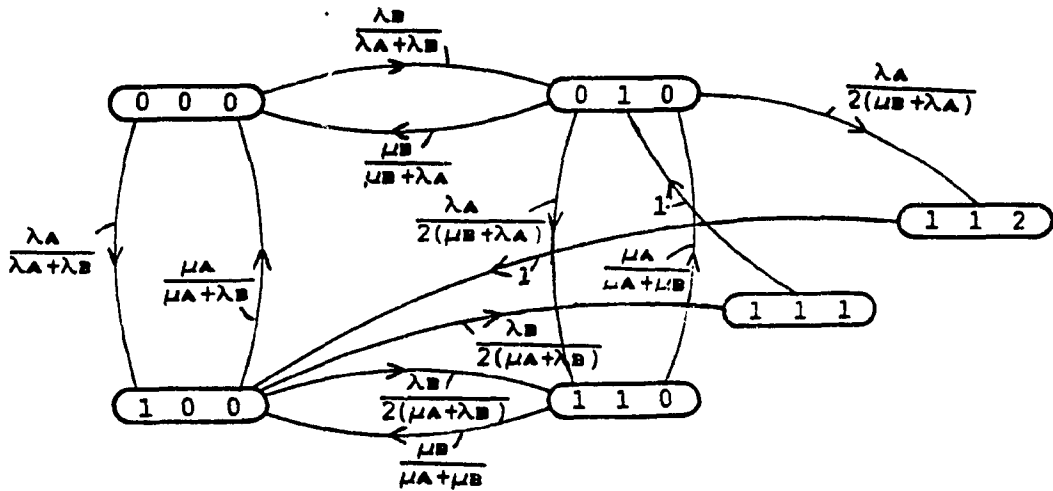 λB
λA+λB
0 0 0
0 1 0
λA
2(μB+λA)
μB
μB+λA
λA
λA+λB
μA
μA+λB
λA
2(μB+λA)
μA
μA+μB
1
1 1 2
1
λB
2(μA+λB)
1 1 1
1 0 0
λB
2(μA+λB)
1 1 0
μB
μA+μB